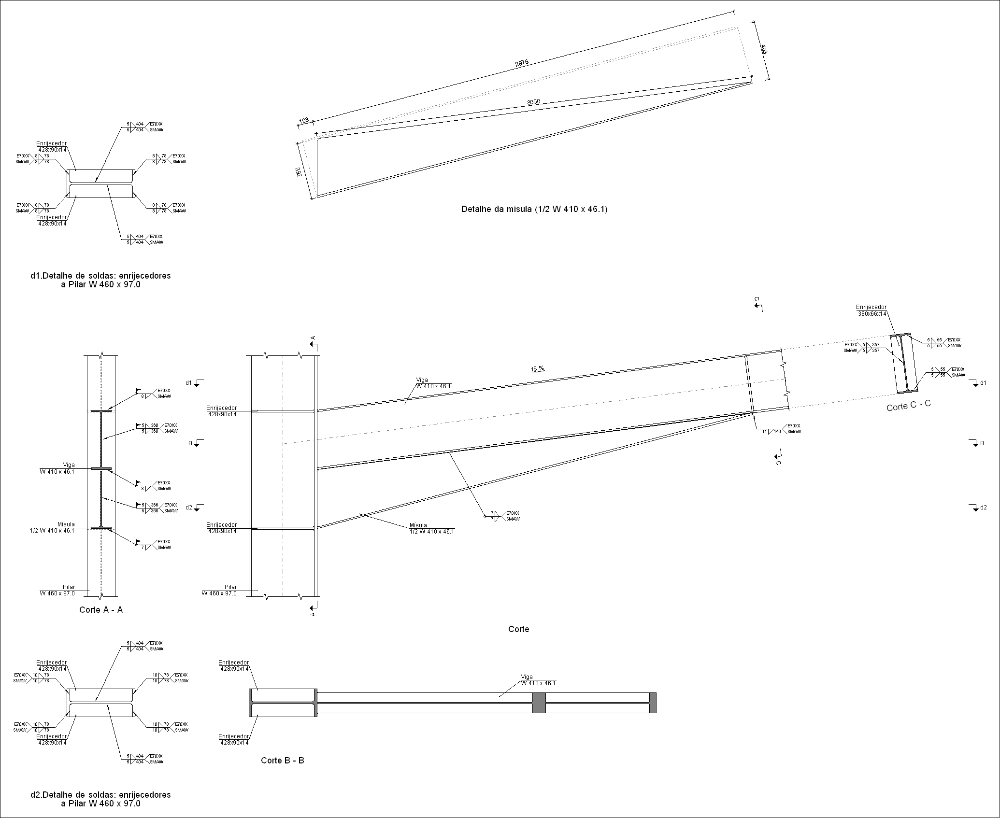 2976
403
103
3000
392
Detalhe da mísula (1/2 W 410 x 46.1)
5 404 E70XX
5 404 SMAW
Enrijecedor
428x90x14
E70XX 8 78
SMAW 8 78
8 78 E70XX
8 78 SMAW
E70XX 8 78
SMAW 8 78
8 78 E70XX
8 78 SMAW
Enrijecedor
428x90x14
5 404 E70XX
5 404 SMAW
d1.Detalhe de soldas: enrijecedores
a Pilar W 460 x 97.0
E70XX
8 SMAW
5 360 E70XX
5 360 SMAW
Viga
W 410 x 46.1
E70XX
8 SMAW
5 366 E70XX
5 366 SMAW
Mísula
1/2 W 410 x 46.1
E70XX
7 SMAW
Pilar
W 460 x 97.0
Corte A - A
A
d1
B
d2
Enrijecedor
428x90x14
Enrijecedor
428x90x14
Pilar
W 460 x 97.0
A
Viga
W 410 x 46.1
13 %
7 E70XX
7 SMAW
Mísula
1/2 W 410 x 46.1
C
E70XX
11 140 SMAW
C
Enrijecedor
380x66x14
E70XX 5 357
SMAW 5 357
5 55 E70XX
5 55 SMAW
5 55 E70XX
5 55 SMAW
Corte C - C
d1
B
d2
Corte
5 404 E70XX
5 404 SMAW
Enrijecedor
428x90x14
E70XX 10 78
SMAW 10 78
10 78 E70XX
10 78 SMAW
E70XX 10 78
SMAW 10 78
10 78 E70XX
10 78 SMAW
Enrijecedor
428x90x14
5 404 E70XX
5 404 SMAW
d2.Detalhe de soldas: enrijecedores
a Pilar W 460 x 97.0
Enrijecedor
428x90x14
Viga
W 410 x 46.1
Enrijecedor
428x90x14
Corte B - B